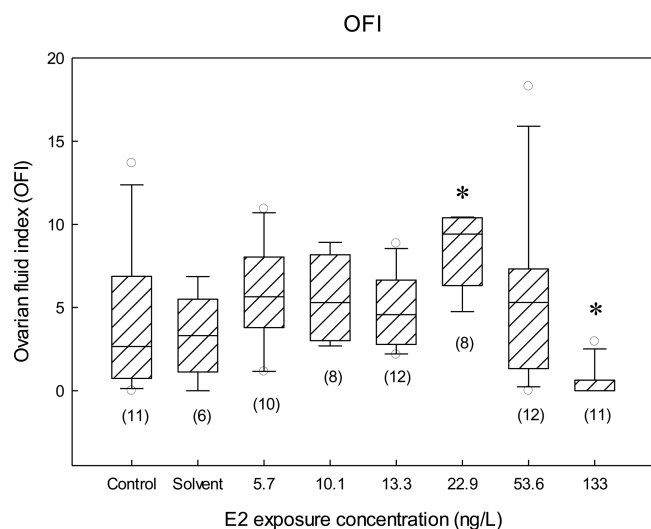 OFI
20
15
10
5
0
Ovarian fluid index (OFI)
*
*
(11) (6) (10) (8) (12) (8) (12) (11)
Control Solvent 5.7 10.1 13.3 22.9 53.6 133
E2 exposure concentration (ng/L)